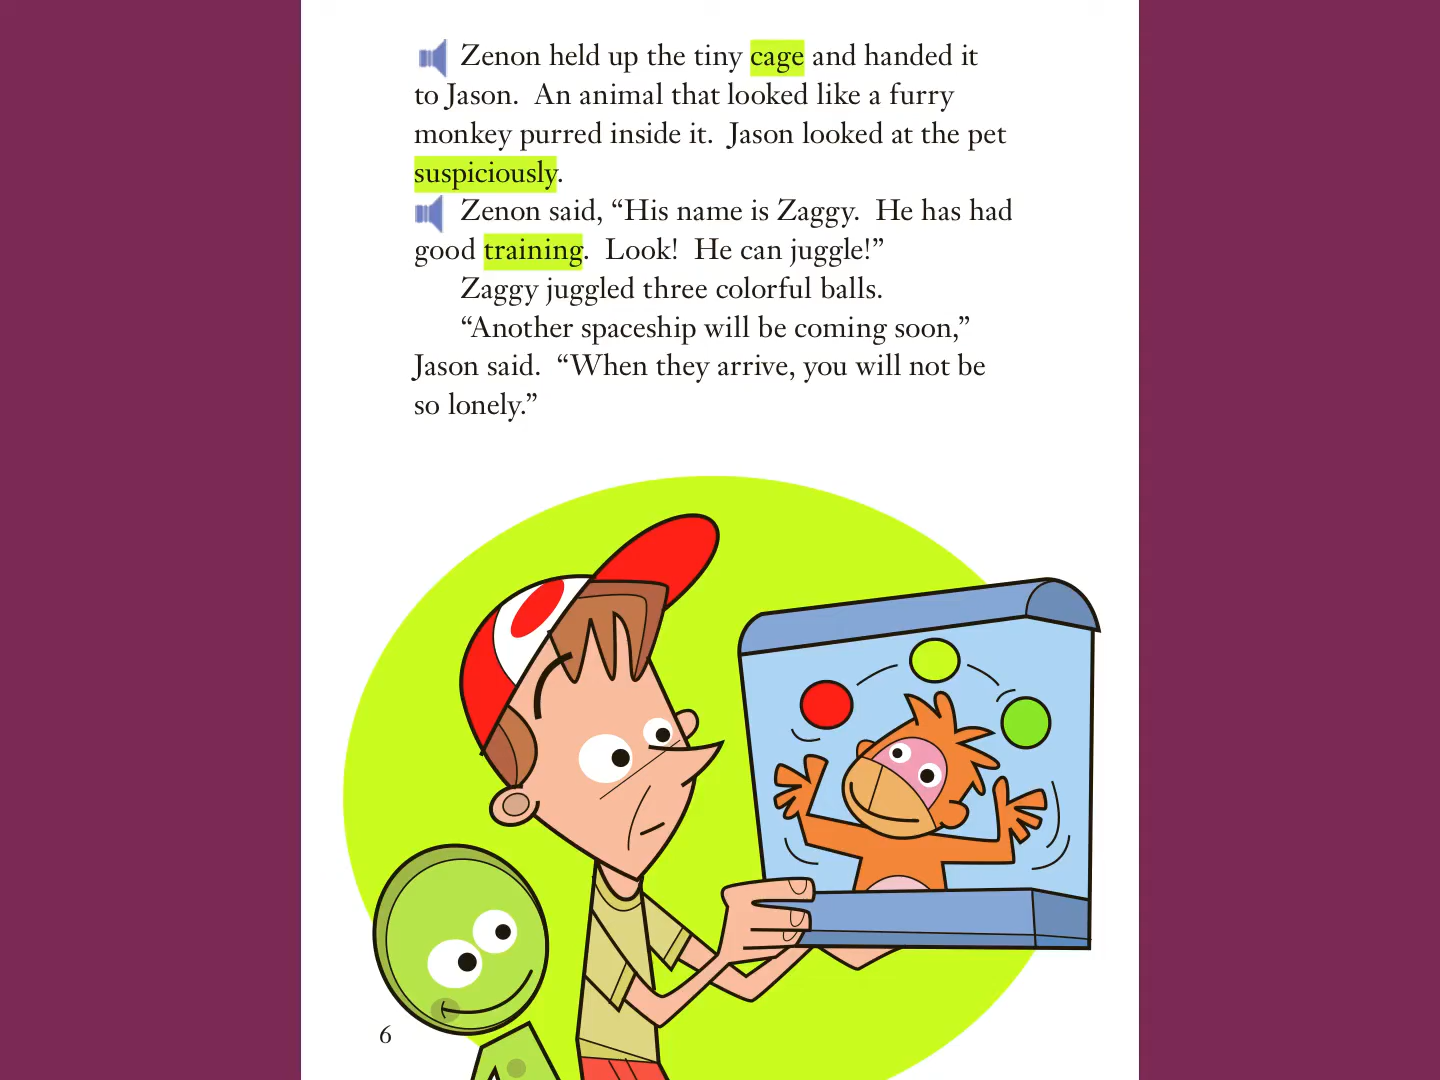 Zenon held up the tiny cage and handed it
to Jason. An animal that looked like a furry
monkey purred inside it. Jason looked at the pet
suspiciously.
Zenon said, “His name is Zaggy. He has had
good training. Look! He can juggle!”
Zaggy juggled three colorful balls.
“Another spaceship will be coming soon,”
Jason said. “When they arrive, you will not be
so lonely.”
6